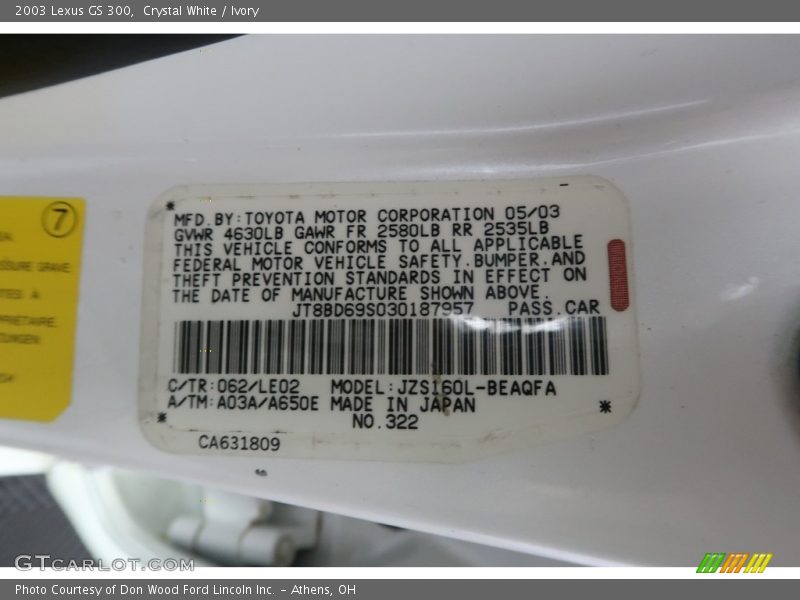 2003 Lexus GS 300, Crystal White / Ivory
7
SSURE GRAVE
A
MFD.BY:TOYOTA MOTOR CORPORATION 05/03
GVWR 4630LB GAWR FR 2580LB RR 2535LB
THIS VEHICLE CONFORMS TO ALL APPLICABLE
FEDERAL MOTOR VEHICLE SAFETY.BUMPER.AND
THEFT PREVENTION STANDARDS IN EFFECT ON
THE DATE OF MANUFACTURE SHOWN ABOVE.
JT8BD69S030187957 PASS.CAR
C/TR:062/LE02 MODEL:JZS160L-BEAQFA
A/TM:A03A/A650E MADE IN JAPAN
NO.322
CA631809
GTcarlot.com
Photo Courtesy of Don Wood Ford Lincoln Inc. - Athens, OH